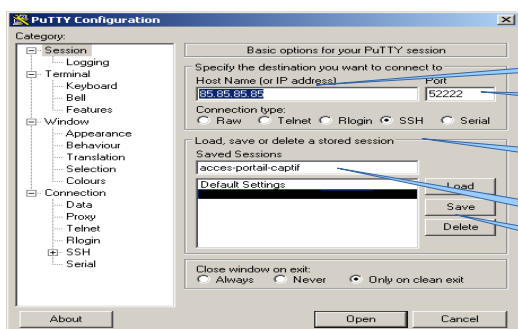 PuTTY Configuration
Category:
Session
Logging
Terminal
Keyboard
Bell
Features
Window
Appearance
Behaviour
Translation
Selection
Colours
Connection
Data
Proxy
Telnet
Rlogin
SSH
Serial
Basic options for your PuTTY session
Specify the destination you want to connect to
Host Name (or IP address) Port
85.85.85.85 52222
Connection type:
Raw Telnet Rlogin SSH Serial
Load, save or delete a stored session
Saved Sessions
acces-portail-captif
Default Settings
Load
Save
Delete
Close window on exit:
Always Never Only on clean exit
About Open Cancel